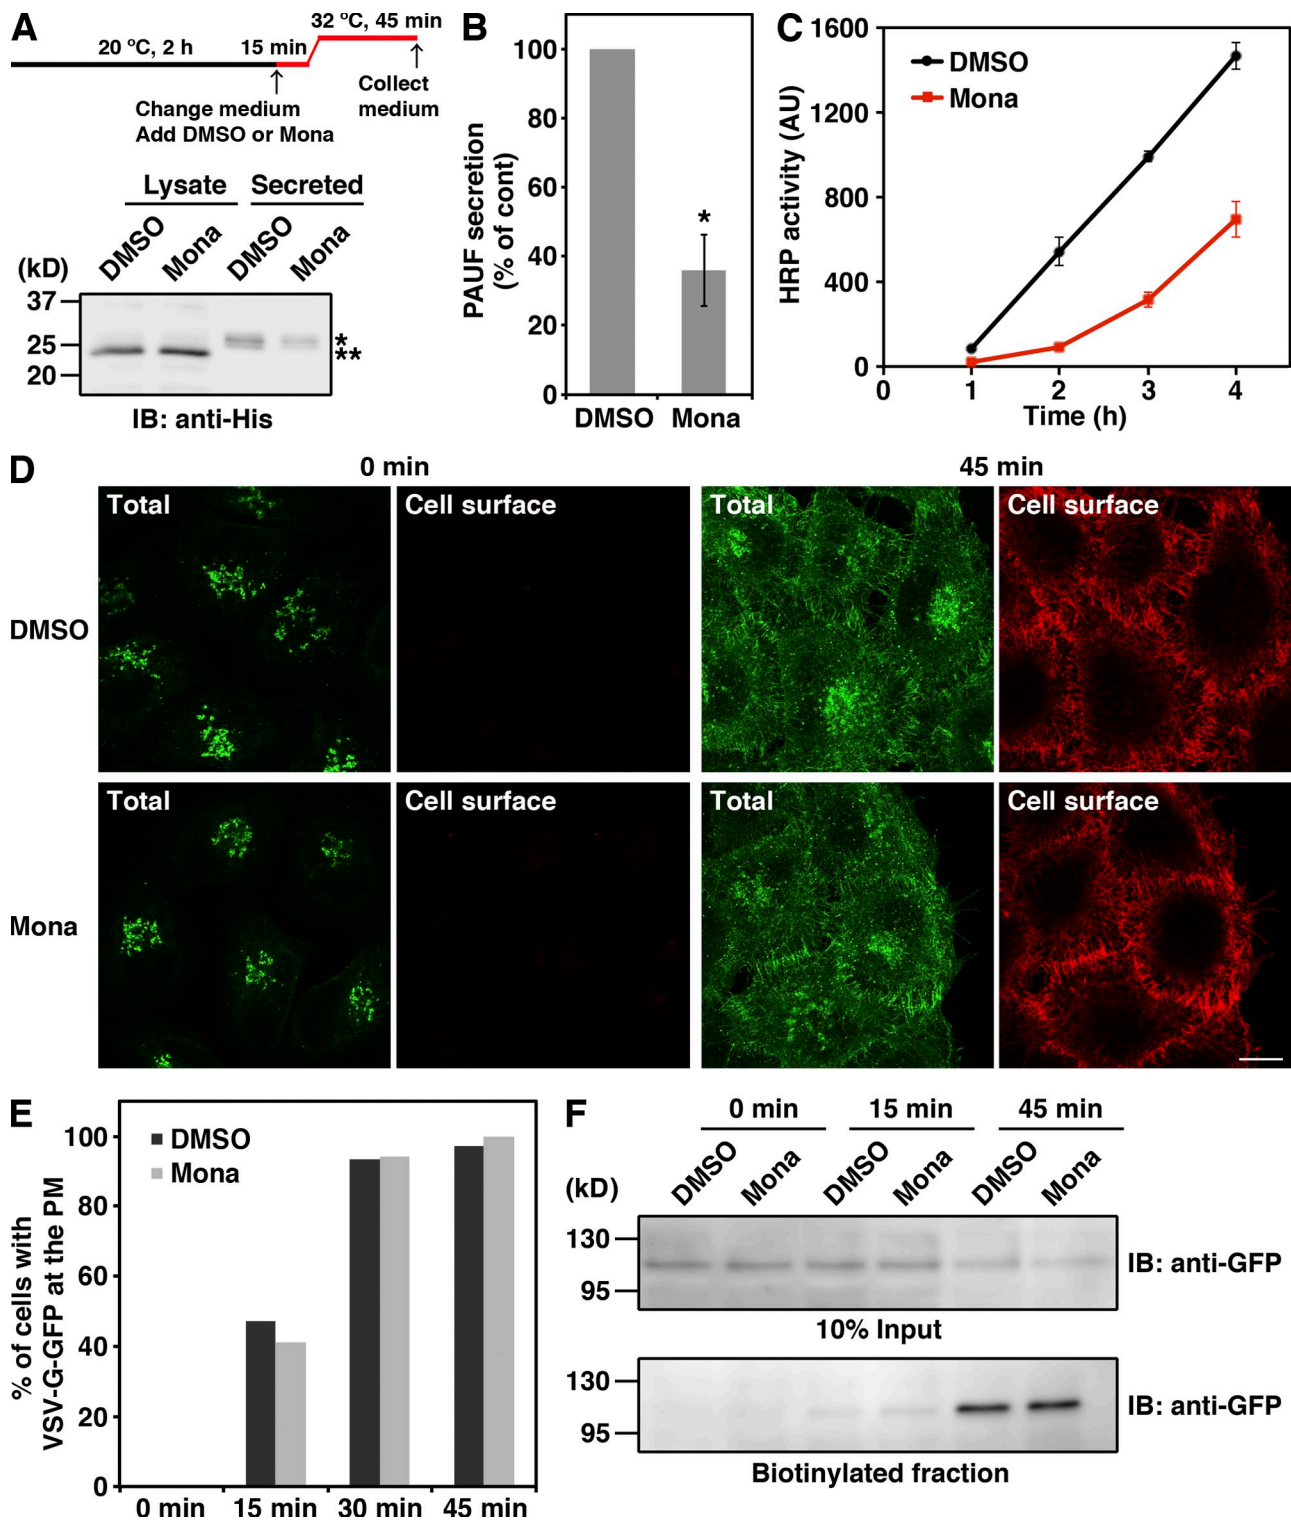 A
20 ºC, 2 h
15 min
32 ºC, 45 min
Change medium
Add DMSO or Mona
Collect
medium
Lysate
Secreted
DMSO
Mona
DMSO
Mona
(kD)
37
25
20
*
**
IB: anti-His
B
PAUF secretion
(% of cont)
100
80
60
40
20
0
*
DMSO
Mona
C
HRP activity (AU)
1600
1200
800
400
0
DMSO
Mona
0
1
2
3
4
Time (h)
D
0 min
45 min
DMSO
Total
Cell surface
Total
Cell surface
Mona
Total
Cell surface
Total
Cell surface
E
% of cells with
VSV-G-GFP at the PM
100
80
60
40
20
0
DMSO
Mona
0 min
15 min
30 min
45 min
F
0 min
15 min
45 min
DMSO
Mona
DMSO
Mona
DMSO
Mona
(kD)
130
95
IB: anti-GFP
10% Input
130
95
IB: anti-GFP
Biotinylated fraction